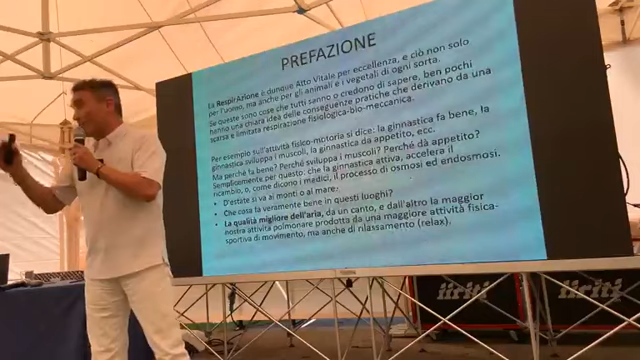 PREFAZIONE
La RespirAzione è dunque Atto Vitale per eccellenza, e ciò non solo
per l'uomo, ma anche per gli animali e i vegetali di ogni sorta.
Se queste sono cose che tutti sanno o credono di sapere, ben pochi
hanno una chiara idea delle conseguenze pratiche che derivano da una
scarsa e limitata respirazione fisiologica-bio-meccanica.
Per esempio sull'attività fisico-motoria si dice: la ginnastica fa bene, la
ginnastica sviluppa i muscoli, la ginnastica da appetito, ecc.
Ma perché fa bene? Perché sviluppa i muscoli? Perché dà appetito?
Semplicemente per questo: che la ginnastica attiva, accelera il
ricambio, o, come dicono i medici, il processo di osmosi ed endosmosi.
• D'estate si va ai monti o al mare:
• Che cosa fa veramente bene in questi luoghi?
• La qualità migliore dell'aria, da un canto, e dall'altro la maggior
nostra attività polmonare prodotta da una maggiore attività fisica-
sportiva di movimento, ma anche di rilassamento (relax).
iiriti
iiriti